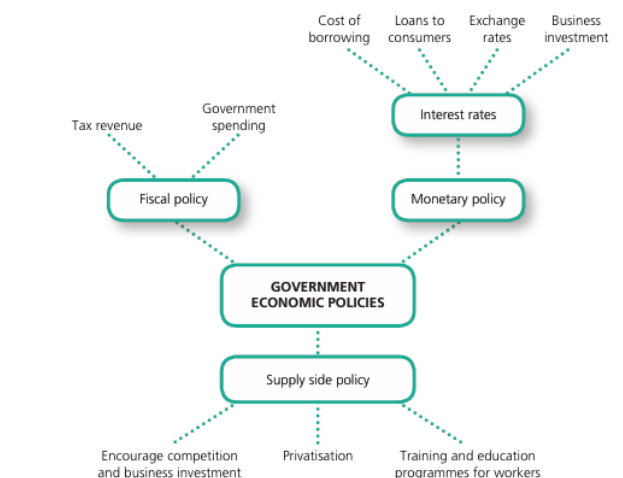 Cost of
borrowing
Loans to
consumers
Exchange
rates
Business
investment
Interest rates
Tax revenue
Government
spending
Fiscal policy
Monetary policy
GOVERNMENT
ECONOMIC POLICIES
Supply side policy
Encourage competition
and business investment
Privatisation
Training and education
programmes for workers